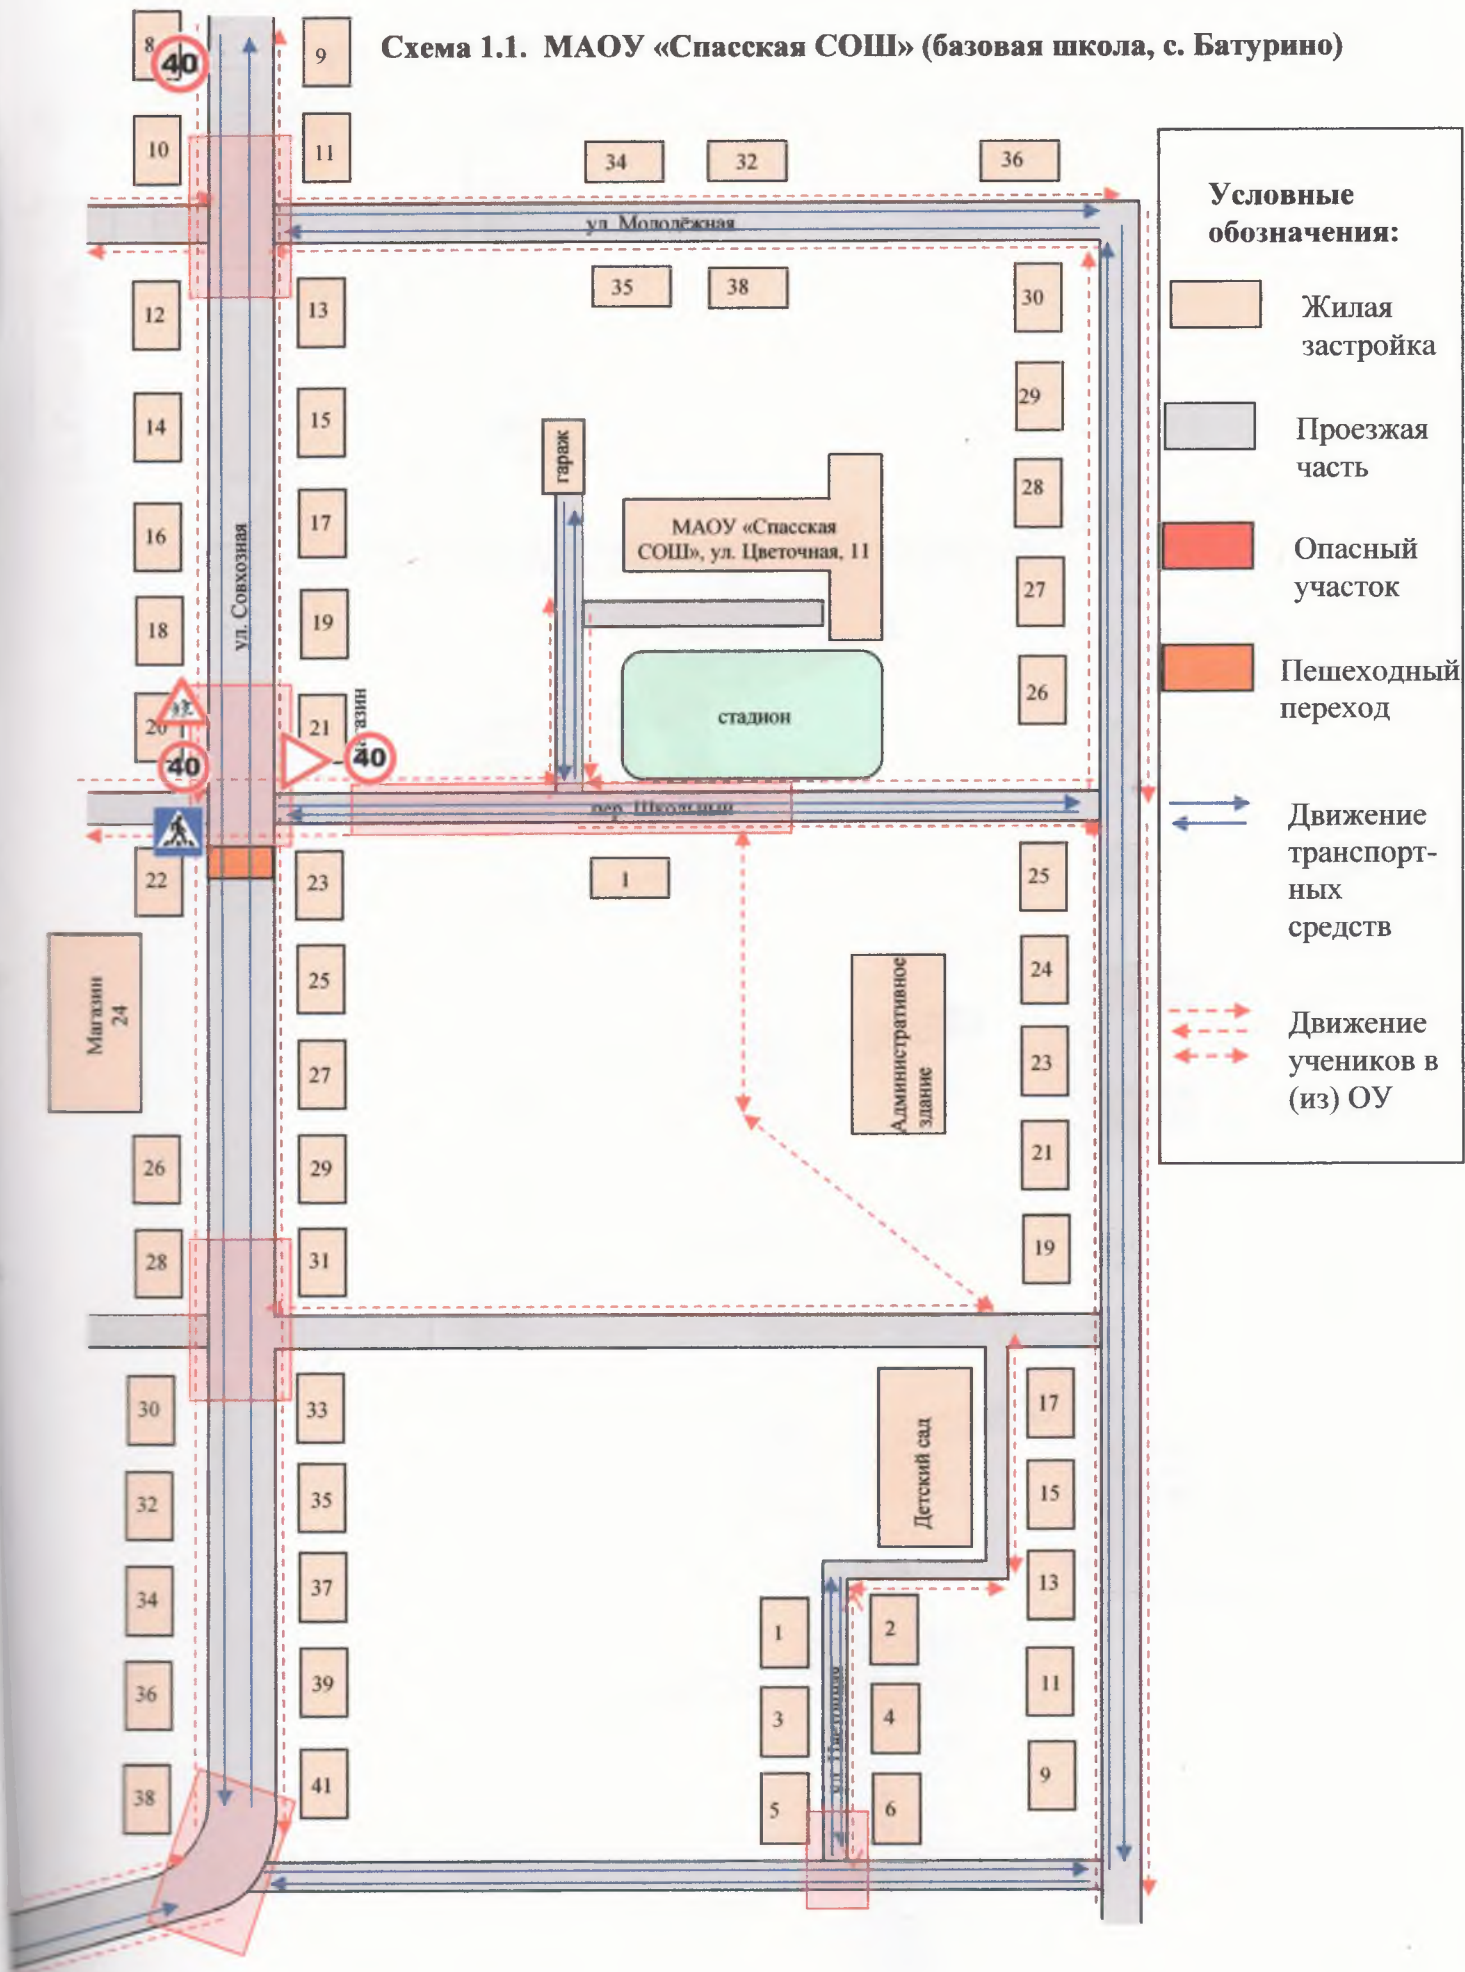 Схема 1.1. МАОУ «Спасская СОШ» (базовая школа, с. Батурино)
8
40
9
10
11
34
32
36
ул. Молодёжная
12
13
35
38
30
14
15
29
гараж
16
17
28
МАОУ «Спасская
СОШ», ул. Цветочная, 11
ул. Совхозная
18
19
27
20
21
26
стадион
40
40
пер. Школьный
22
23
1
25
Магазин
24
25
24
Административное
здание
27
23
26
29
21
28
31
19
30
33
17
Детский сад
32
35
15
34
37
13
1
2
36
39
11
3
4
38
41
9
5
6
Условные
обозначения:
Жилая
застройка
Проезжая
часть
Опасный
участок
Пешеходный
переход
Движение
транспорт-
ных
средств
Движение
учеников в
(из) ОУ